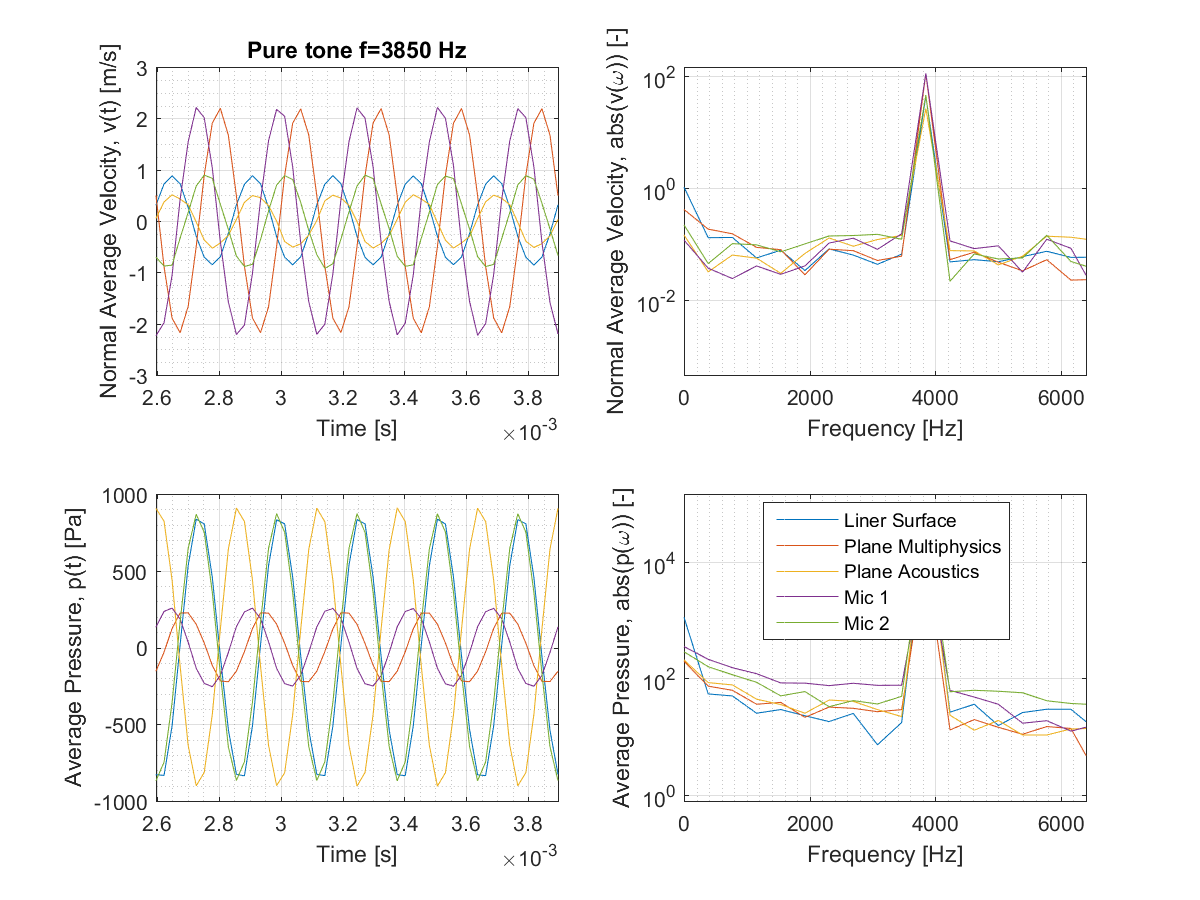 Pure tone f=3850 Hz
Normal Average Velocity, v(t) [m/s]
3
2
1
0
-1
-2
-3
2.6 2.8 3 3.2 3.4 3.6 3.8
Time [s]
×10-3
Normal Average Velocity, abs(v(ω)) [-]
102
100
10-2
0 2000 4000 6000
Frequency [Hz]
Average Pressure, p(t) [Pa]
1000
500
0
-500
-1000
2.6 2.8 3 3.2 3.4 3.6 3.8
Time [s]
×10-3
Average Pressure, abs(p(ω)) [-]
104
102
100
Liner Surface
Plane Multiphysics
Plane Acoustics
Mic 1
Mic 2
0 2000 4000 6000
Frequency [Hz]